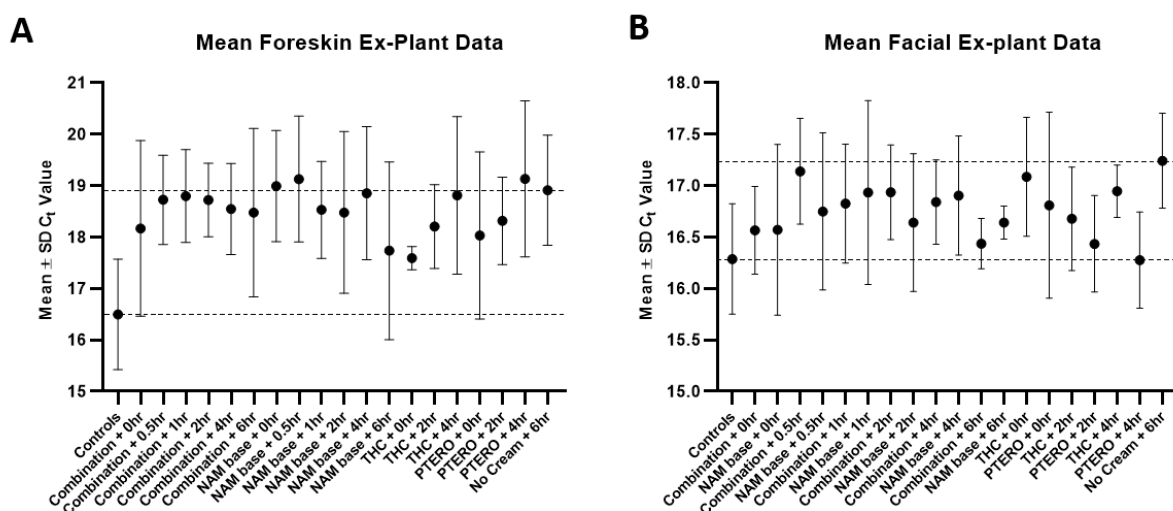 A
Mean Foreskin Ex-Plant Data
Mean ± SD Ct Value
21
20
19
18
17
16
15
Controls
Combination + 0hr
Combination + 0.5hr
Combination + 1hr
Combination + 2hr
Combination + 4hr
Combination + 6hr
NAM base + 0hr
NAM base + 0.5hr
NAM base + 1hr
NAM base + 2hr
NAM base + 4hr
NAM base + 6hr
THC + 0hr
THC + 2hr
THC + 4hr
PTERO + 0hr
PTERO + 2hr
PTERO + 4hr
No Cream + 6hr
B
Mean Facial Ex-plant Data
Mean ± SD Ct Value
18.0
17.5
17.0
16.5
16.0
15.5
15.0
Controls
Combination + 0hr
NAM base + 0hr
Combination + 0.5hr
NAM base + 0.5hr
Combination + 1hr
NAM base + 1hr
Combination + 2hr
NAM base + 2hr
Combination + 4hr
NAM base + 4hr
Combination + 6hr
NAM base + 6hr
THC + 0hr
PTERO + 0hr
THC + 2hr
PTERO + 2hr
THC + 4hr
PTERO + 4hr
No Cream + 6hr